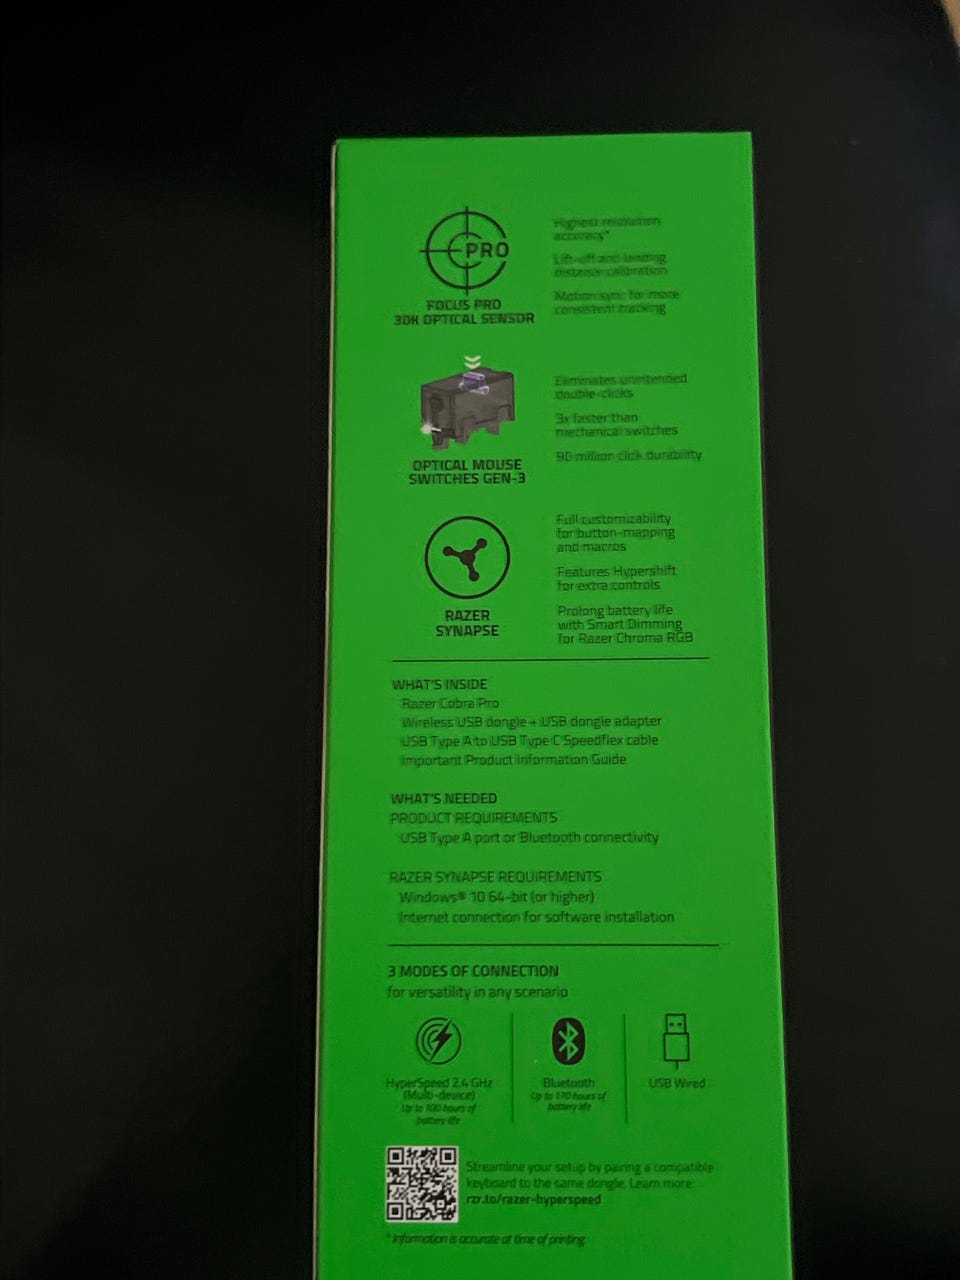 PRO
FOCUS PRO
30K OPTICAL SENSOR
Highest resolution
accuracy*
Lift-off and landing
distance calibration
Motion sync for more
consistent tracking
OPTICAL MOUSE
SWITCHES GEN-3
Eliminates unintended
double-clicks
3x faster than
mechanical switches
90 million click durability
RAZER
SYNAPSE
Full customizability
for button-mapping
and macros
Features Hypershift
for extra controls
Prolong battery life
with Smart Dimming
for Razer Chroma RGB
WHAT'S INSIDE
Razer Cobra Pro
Wireless USB dongle + USB dongle adapter
USB Type A to USB Type C Speedflex cable
Important Product Information Guide
WHAT'S NEEDED
PRODUCT REQUIREMENTS
USB Type A port or Bluetooth connectivity
RAZER SYNAPSE REQUIREMENTS
Windows® 10 64-bit (or higher)
Internet connection for software installation
3 MODES OF CONNECTION
for versatility in any scenario
HyperSpeed 2.4 GHz
(Multi-device)
Up to 100 hours of
battery life
Bluetooth
Up to 170 hours of
battery life
USB Wired
Streamline your setup by pairing a compatible
keyboard to the same dongle. Learn more:
rzr.to/razer-hyperspeed
* Information is accurate at time of printing